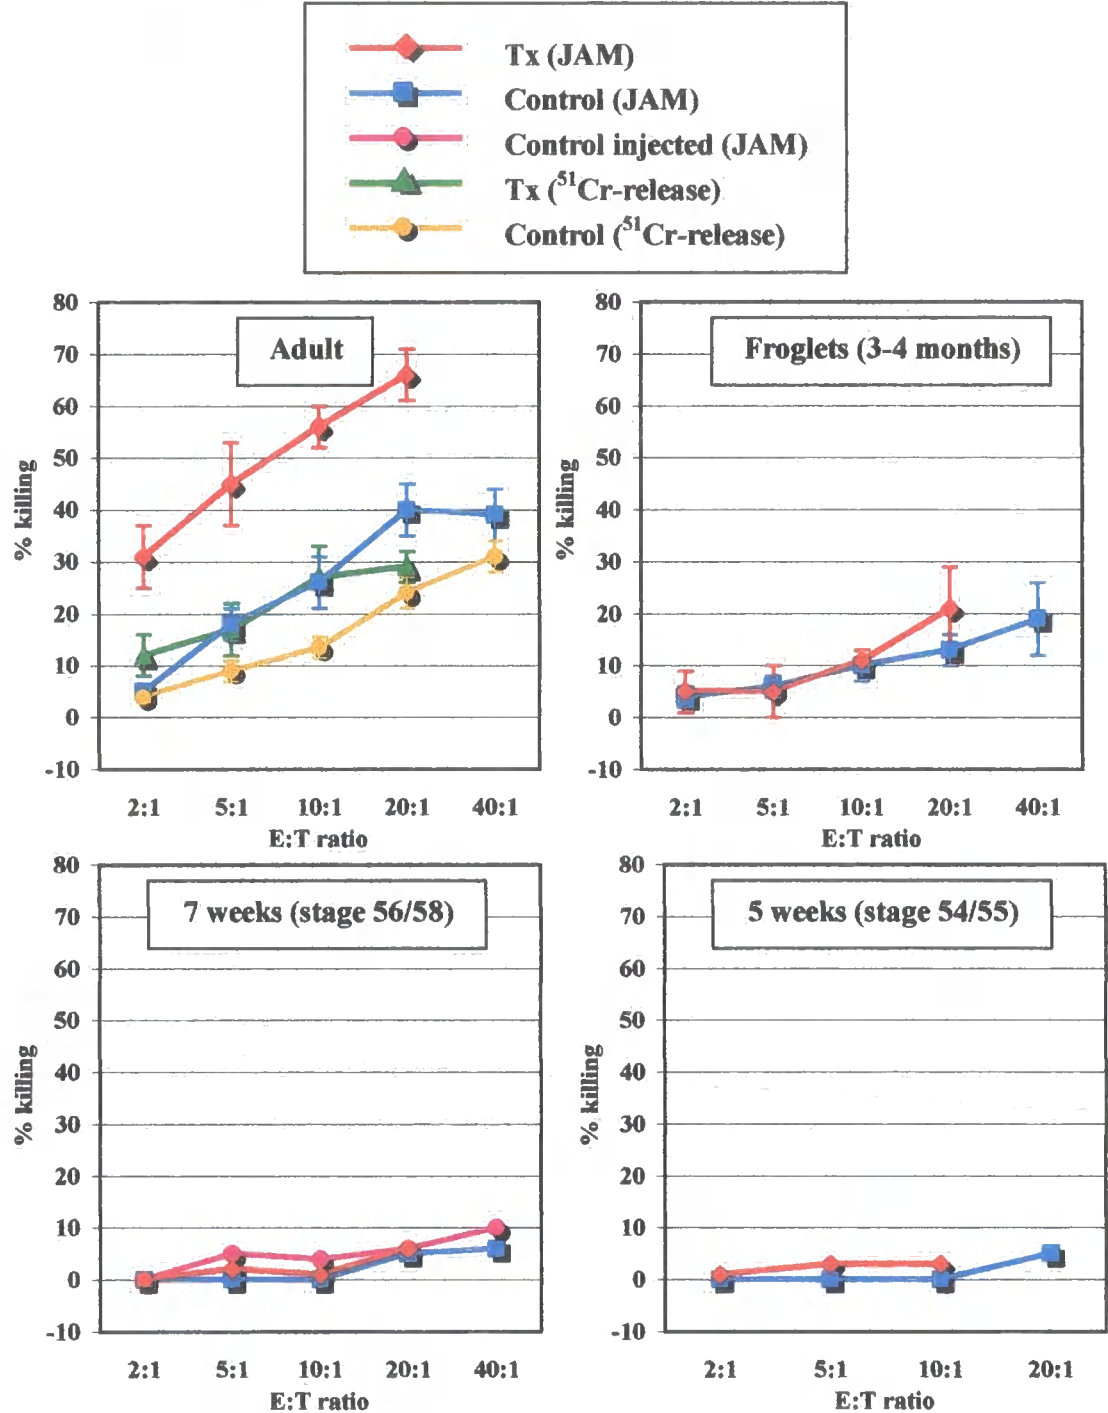 Tx (JAM)
Control (JAM)
Control injected (JAM)
Tx (⁵¹Cr-release)
Control (⁵¹Cr-release)
Adult
% killing
80
70
60
50
40
30
20
10
0
-10
2:1 5:1 10:1 20:1 40:1
E:T ratio
Froglets (3-4 months)
% killing
80
70
60
50
40
30
20
10
0
-10
2:1 5:1 10:1 20:1 40:1
E:T ratio
7 weeks (stage 56/58)
% killing
80
70
60
50
40
30
20
10
0
-10
2:1 5:1 10:1 20:1 40:1
E:T ratio
5 weeks (stage 54/55)
% killing
80
70
60
50
40
30
20
10
0
-10
2:1 5:1 10:1 20:1
E:T ratio